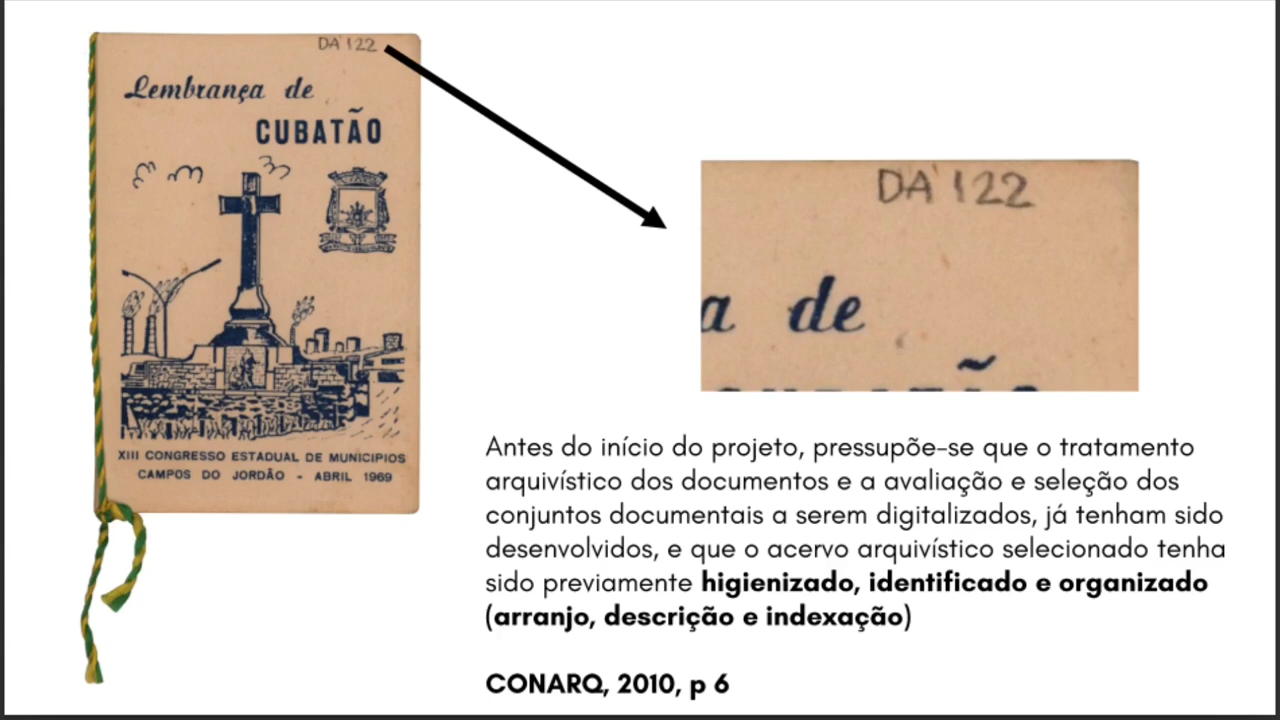 DA'122
Lembrança de
CUBATÃO
XIII CONGRESSO ESTADUAL DE MUNICIPIOS
CAMPOS DO JORDÃO - ABRIL 1969
DA'122
a de
Antes do início do projeto, pressupõe-se que o tratamento
arquivístico dos documentos e a avaliação e seleção dos
conjuntos documentais a serem digitalizados, já tenham sido
desenvolvidos, e que o acervo arquivístico selecionado tenha
sido previamente higienizado, identificado e organizado
(arranjo, descrição e indexação)
CONARQ, 2010, p 6